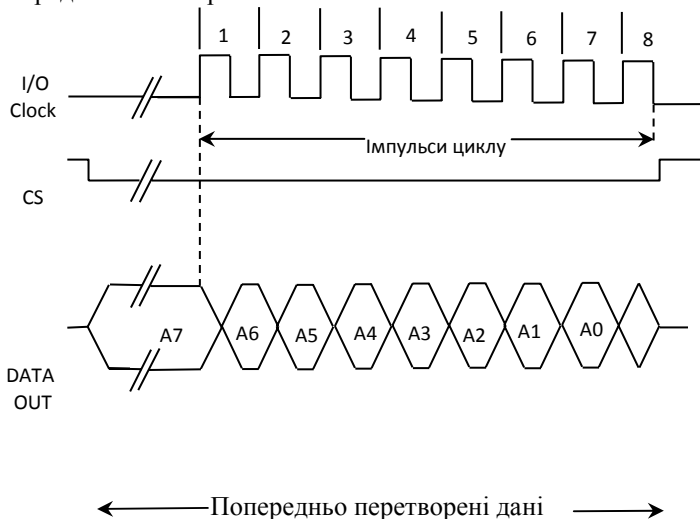 1 2 3 4 5 6 7 8
I/O
Clock
Імпульси циклу
CS
A7 A6 A5 A4 A3 A2 A1 A0
DATA
OUT
Попередньо перетворені дані